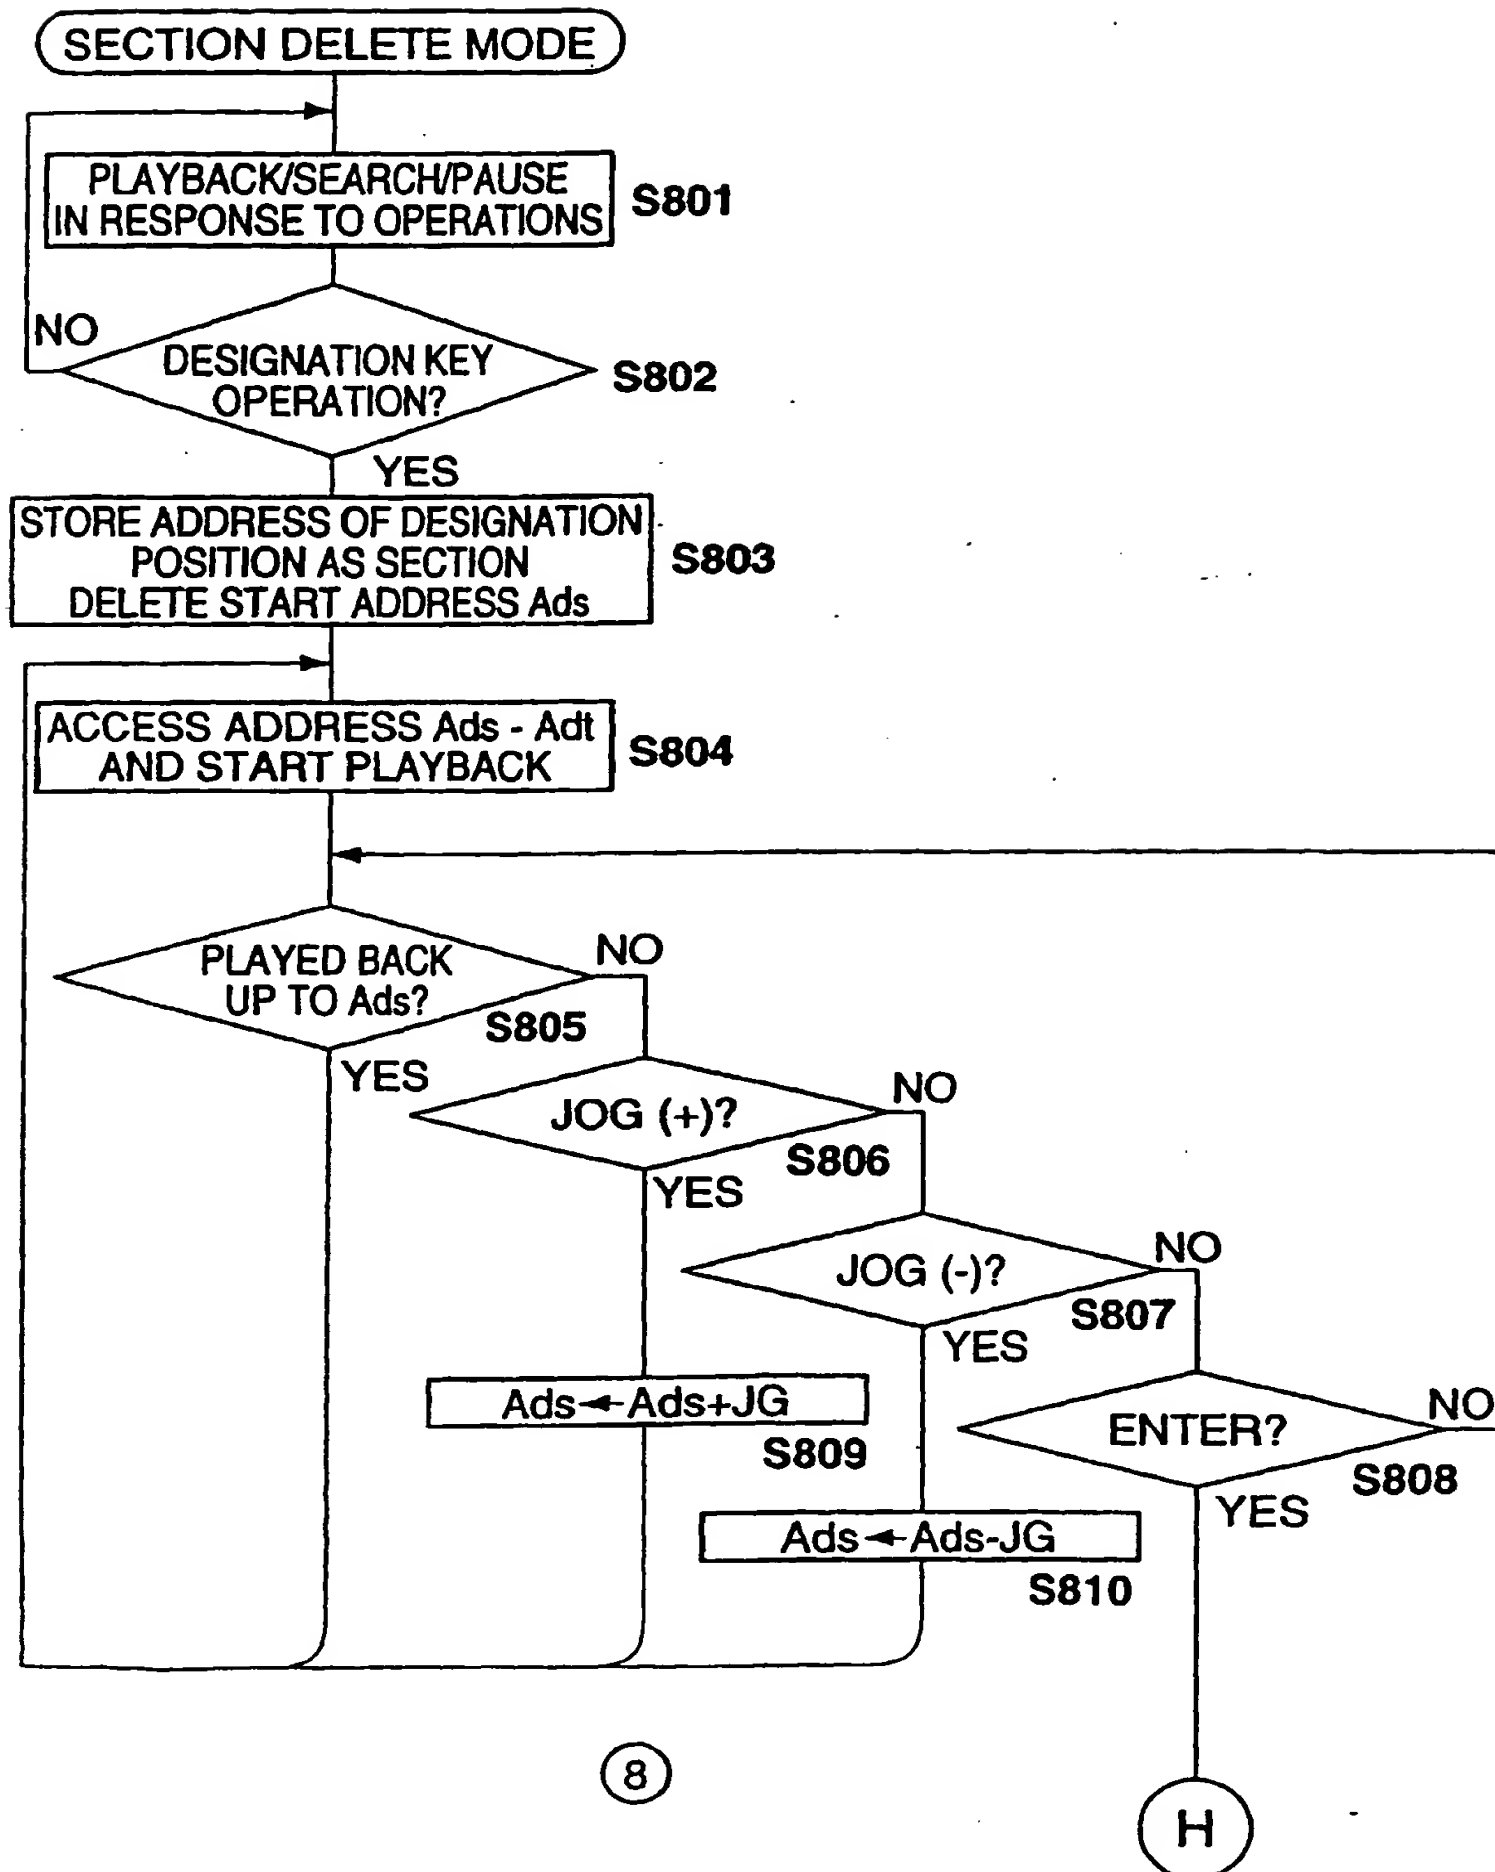 SECTION DELETE MODE
PLAYBACK/SEARCH/PAUSE
IN RESPONSE TO OPERATIONS
S801
NO
DESIGNATION KEY
OPERATION?
S802
YES
STORE ADDRESS OF DESIGNATION
POSITION AS SECTION
DELETE START ADDRESS Ads
S803
ACCESS ADDRESS Ads - Adt
AND START PLAYBACK
S804
PLAYED BACK
UP TO Ads?
NO
S805
YES
JOG (+)?
NO
S806
YES
JOG (-)?
NO
S807
YES
Ads←Ads+JG
S809
ENTER?
NO
S808
YES
Ads←Ads-JG
S810
8
H